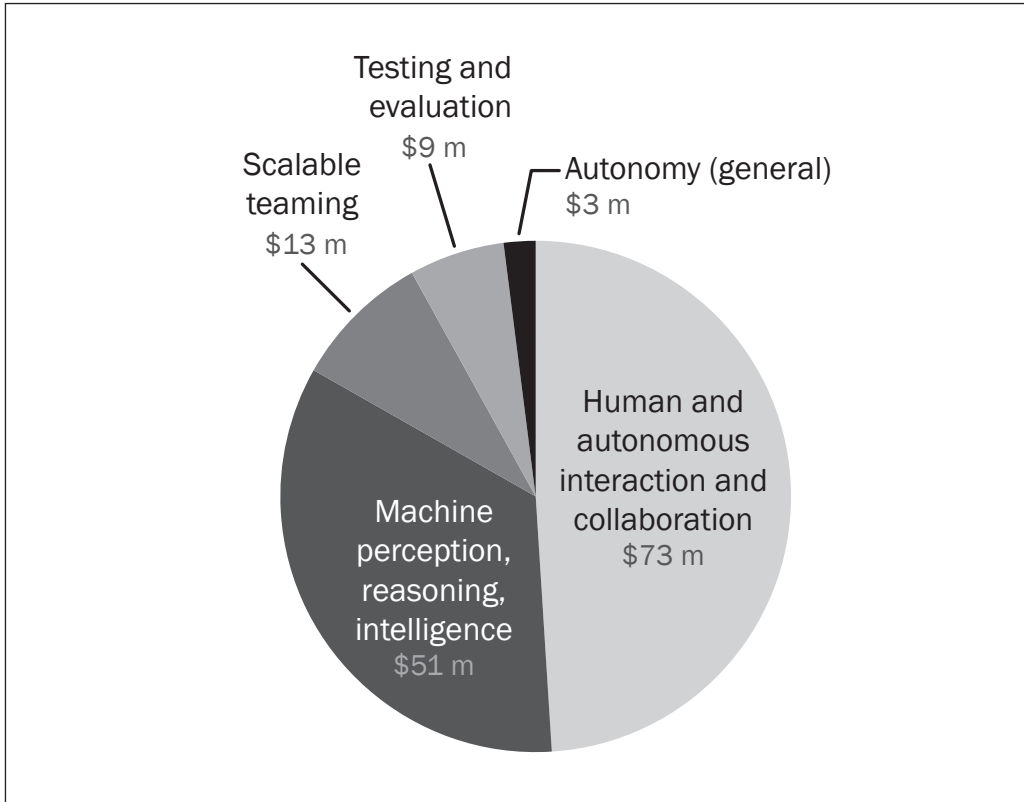 Testing and
evaluation
$9 m
Scalable
teaming
$13 m
Autonomy (general)
$3 m
Human and
autonomous
interaction and
collaboration
$73 m
Machine
perception,
reasoning,
intelligence
$51 m